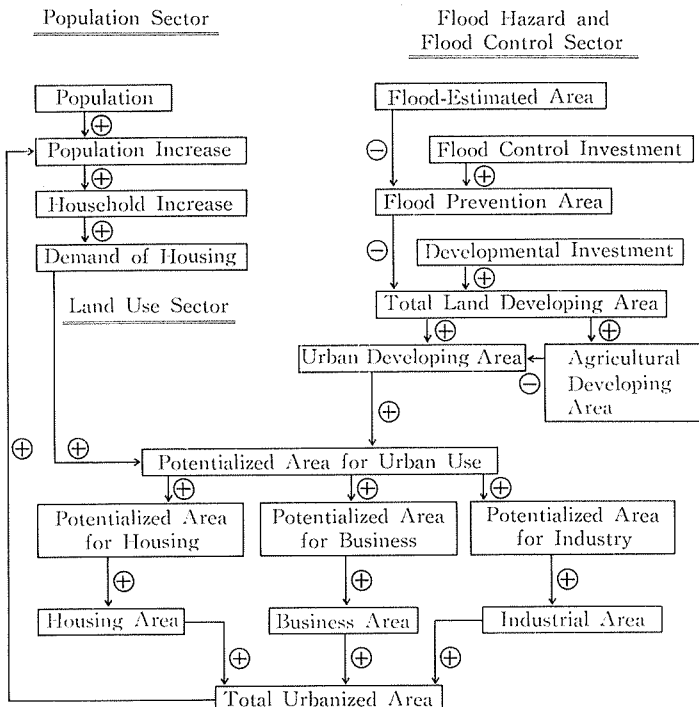 Population Sector
Flood Hazard and
Flood Control Sector
Population
Flood-Estimated Area
⊕
⊖
Population Increase
Flood Control Investment
⊕
⊕
Household Increase
Flood Prevention Area
⊕
⊖
Demand of Housing
Developmental Investment
⊕
Land Use Sector
Total Land Developing Area
⊕
⊕
Urban Developing Area
⊖
Agricultural
Developing
Area
⊕
⊕
⊕
Potentialized Area for Urban Use
⊕
⊕
⊕
Potentialized Area
for Housing
Potentialized Area
for Business
Potentialized Area
for Industry
⊕
⊕
⊕
Housing Area
Business Area
Industrial Area
⊕
⊕
⊕
Total Urbanized Area